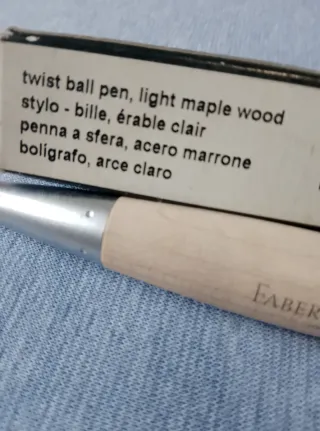 twist ball pen, light maple wood
stylo - bille, érable clair
penna a sfera, acero marrone
bolígrafo, arce claro
FABER